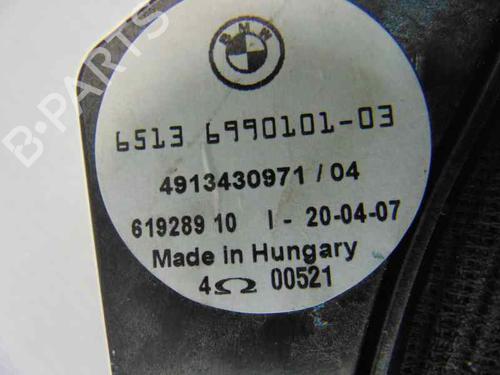 B-PARTS
BMW
6513 6990101-03
4913430971 / 04
619289 10 I - 20-04-07
Made in Hungary
4Ω 00521